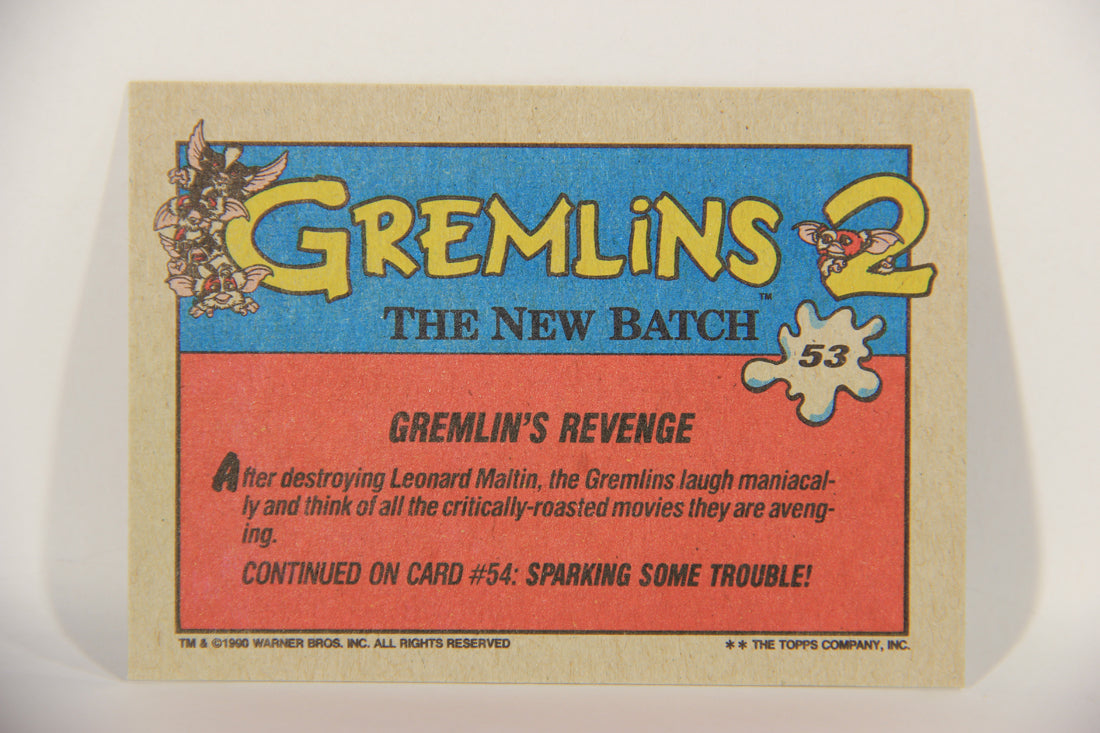 GREMLiNS 2
™
THE NEW BATCH
53
GREMLIN'S REVENGE
After destroying Leonard Maltin, the Gremlins laugh maniacal-
ly and think of all the critically-roasted movies they are aveng-
ing.
CONTINUED ON CARD #54: SPARKING SOME TROUBLE!
TM & ©1990 WARNER BROS. INC. ALL RIGHTS RESERVED
** THE TOPPS COMPANY, INC.